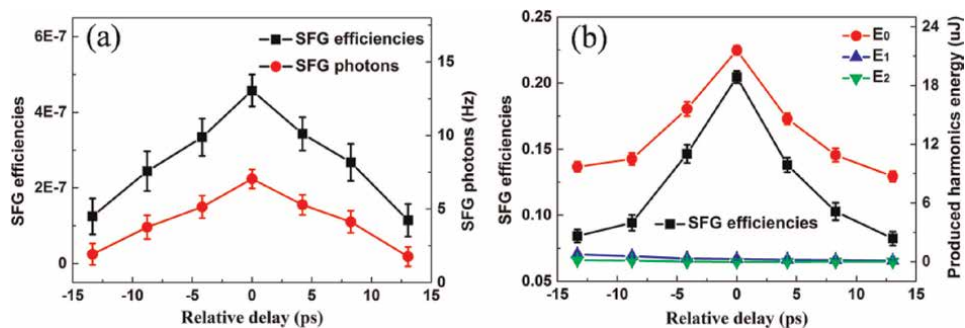 (a)
SFG efficiencies
SFG photons
6E-7
4E-7
2E-7
0
15
10
5
0
SFG efficiencies
SFG photons (Hz)
-15 -10 -5 0 5 10 15
Relative delay (ps)
(b)
E0
E1
E2
SFG efficiencies
0.25
0.20
0.15
0.10
0.05
24
18
12
6
0
SFG efficiencies
Produced harmonics energy (uJ)
-15 -10 -5 0 5 10 15
Relative delay (ps)